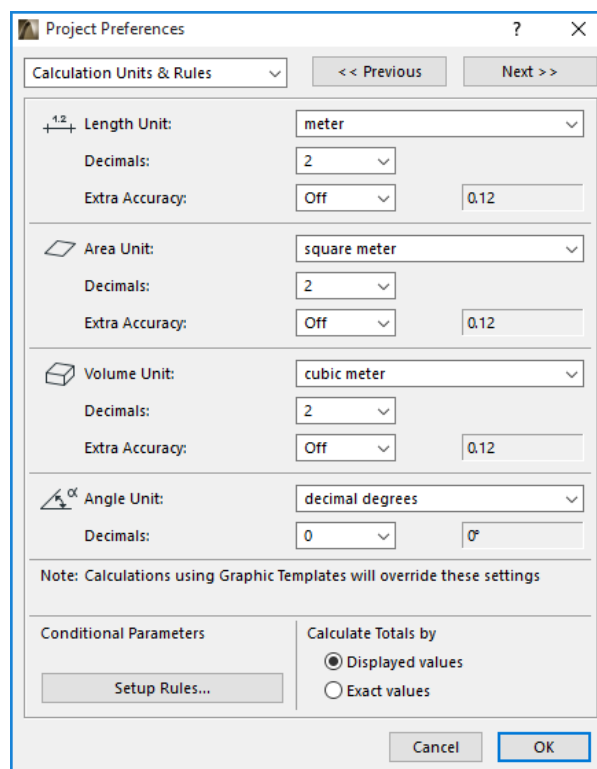 Project Preferences ? ×
Calculation Units & Rules << Previous Next >>
1.2 Length Unit: meter
Decimals: 2
Extra Accuracy: Off 0.12
Area Unit: square meter
Decimals: 2
Extra Accuracy: Off 0.12
Volume Unit: cubic meter
Decimals: 2
Extra Accuracy: Off 0.12
α Angle Unit: decimal degrees
Decimals: 0 0°
Note: Calculations using Graphic Templates will override these settings
Conditional Parameters Calculate Totals by
Displayed values
Setup Rules... Exact values
Cancel OK